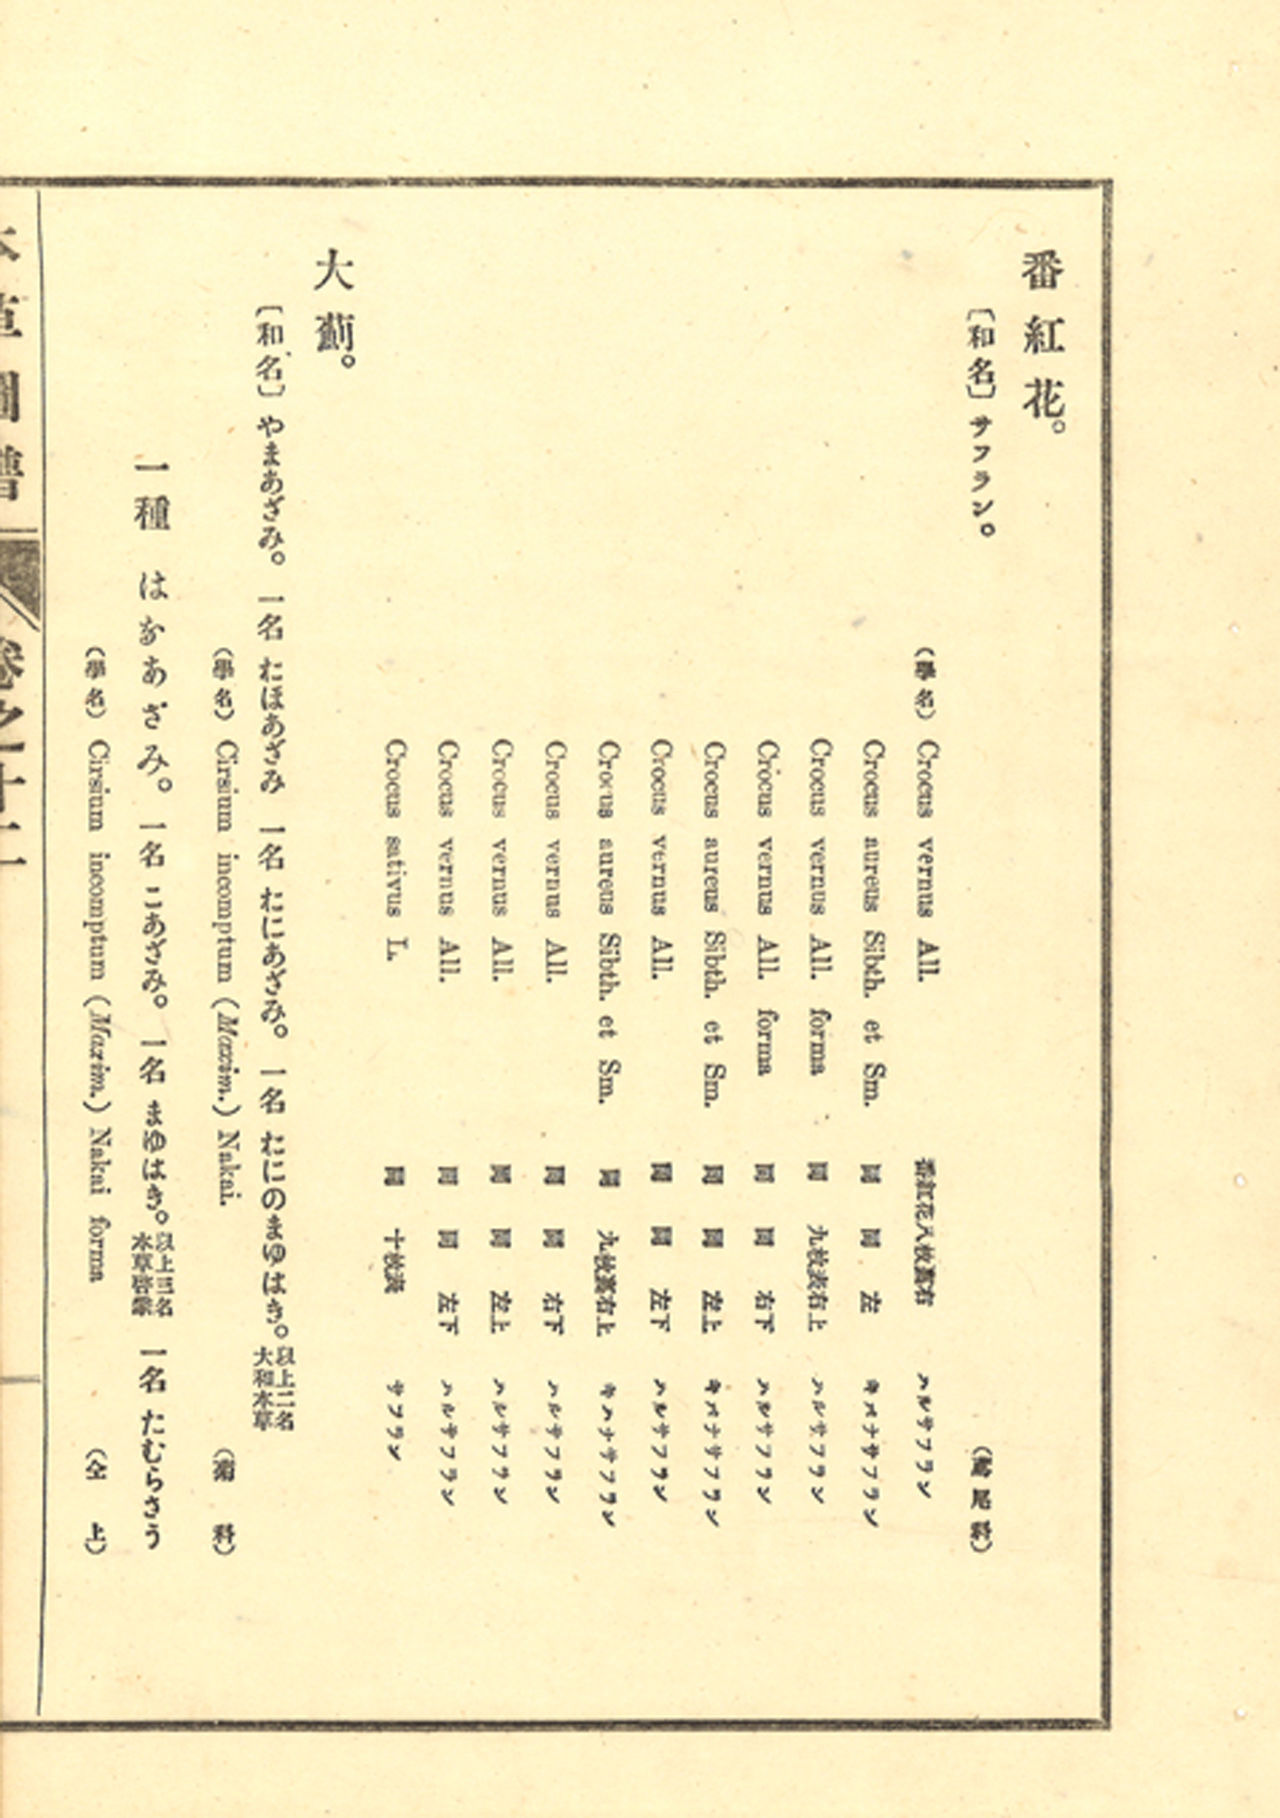 番紅花。
〔和名〕サフラン。 (鳶尾科)
(學名) Crocus vernus All. 番紅花八枚裏右 ハルサフラン
Crocus aureus Sibth. et Sm. 同 同 左 キバナサフラン
Crocus vernus All. forma 同 九枚表右上 ハルサフラン
Crocus vernus All. forma 同 同 右下 ハルサフラン
Crocus aureus Sibth. et Sm. 同 同 左上 キバナサフラン
Crocus vernus All. 同 同 左下 ハルサフラン
Crocus aureus Sibth. et Sm. 同 九枚裏右上 キハナサフラン
Crocus vernus All. 同 同 右下 ハルサフラン
Crocus vernus All. 同 同 左上 ハルサフラン
Crocus vernus All. 同 同 左下 ハルサフラン
Crocus sativus L. 同 十枚表 サフラン
大薊。
〔和名〕やまあざみ。 一名 おほあざみ 一名 おにあざみ。 一名 おにのまゆはき。以上二名大和本草
(學名) Cirsium incomptum (Maxim.) Nakai. (菊科)
一種 はなあざみ。 一名 こあざみ。 一名 まゆはき。以上三名本草啓蒙 一名 たむらさう
(學名) Cirsium incomptum (Maxim.) Nakai forma (仝上)
本草圖譜 卷之十二